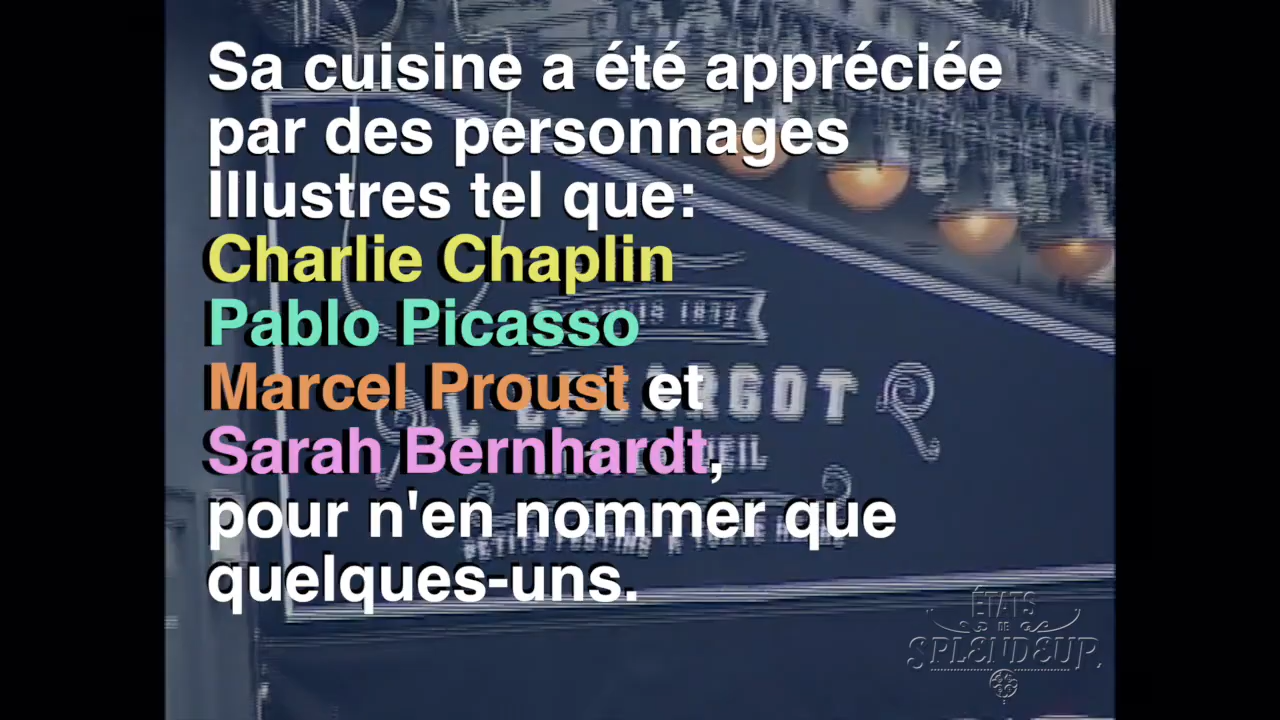 Sa cuisine a été appréciée
par des personnages
Illustres tel que:
Charlie Chaplin
Pablo Picasso
Marcel Proust et
Sarah Bernhardt,
pour n'en nommer que
quelques-uns.
ÉTATS
DE
SPLENDEUR